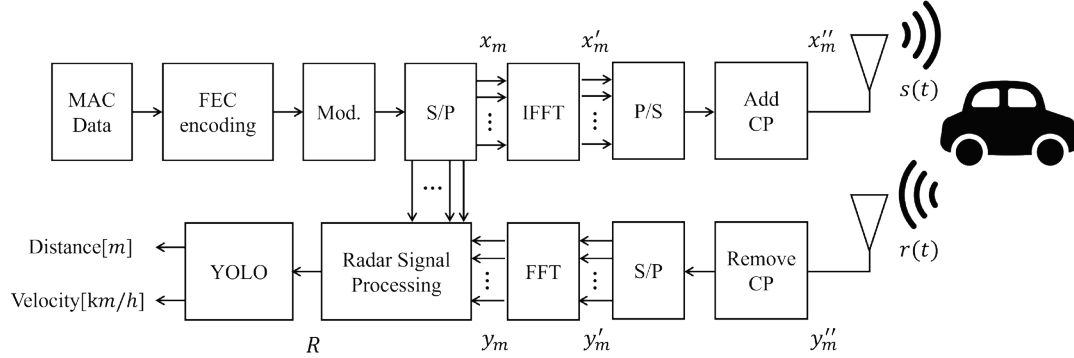 x_m
x'_m
x''_m
MAC
Data
FEC
encoding
Mod.
S/P
⋮
IFFT
⋮
P/S
Add
CP
s(t)
...
r(t)
Distance[m]
Velocity[km/h]
YOLO
Radar Signal
Processing
⋮
FFT
⋮
S/P
Remove
CP
R
y_m
y'_m
y''_m